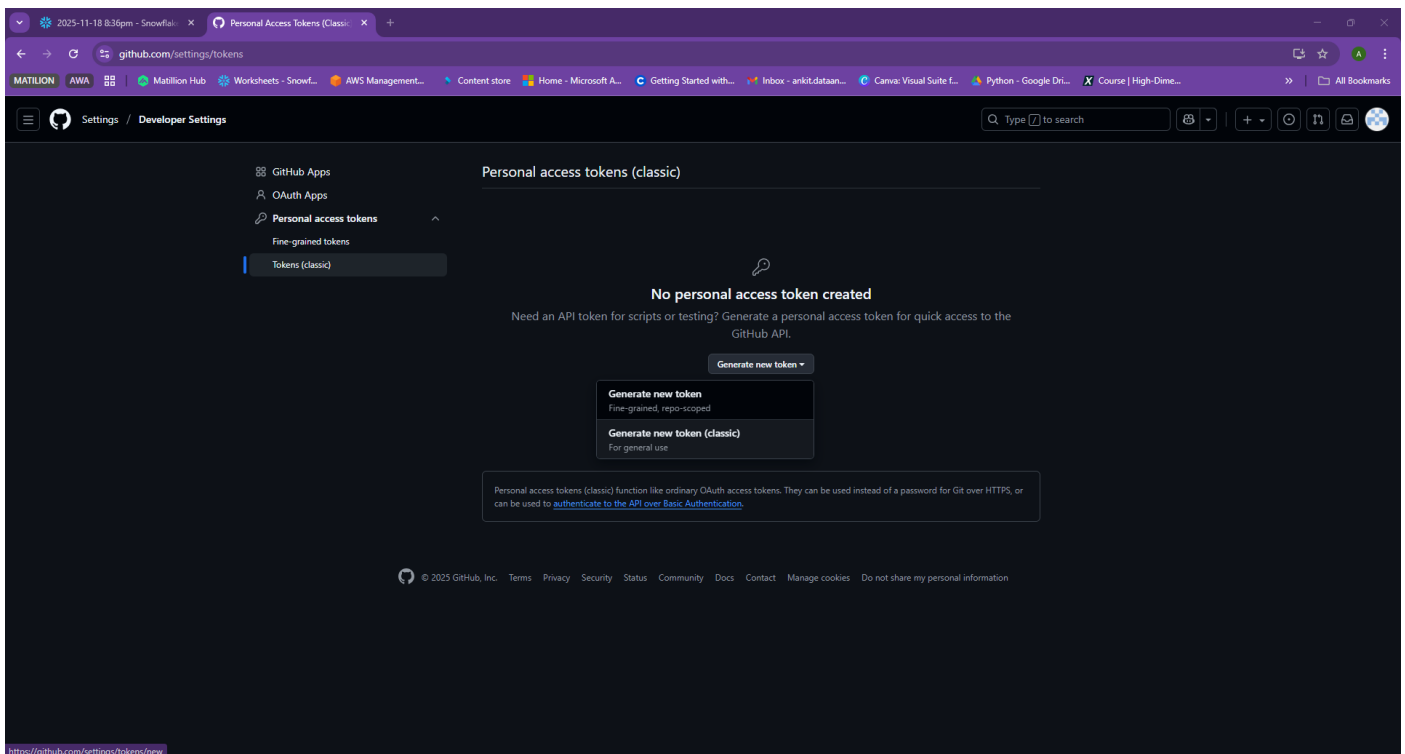 2025-11-18 8:36pm - Snowflak
Personal Access Tokens (Classic
github.com/settings/tokens
MATILION
AWA
Matillion Hub
Worksheets - Snowf...
AWS Management...
Content store
Home - Microsoft A...
Getting Started with...
Inbox - ankit.dataan...
Canva: Visual Suite f...
Python - Google Dri...
Course | High-Dime...
All Bookmarks
Settings / Developer Settings
Type / to search
GitHub Apps
OAuth Apps
Personal access tokens
Fine-grained tokens
Tokens (classic)
Personal access tokens (classic)
No personal access token created
Need an API token for scripts or testing? Generate a personal access token for quick access to the
GitHub API.
Generate new token
Generate new token
Fine-grained, repo-scoped
Generate new token (classic)
For general use
Personal access tokens (classic) function like ordinary OAuth access tokens. They can be used instead of a password for Git over HTTPS, or
can be used to authenticate to the API over Basic Authentication.
© 2025 GitHub, Inc. Terms Privacy Security Status Community Docs Contact Manage cookies Do not share my personal information
https://github.com/settings/tokens/new